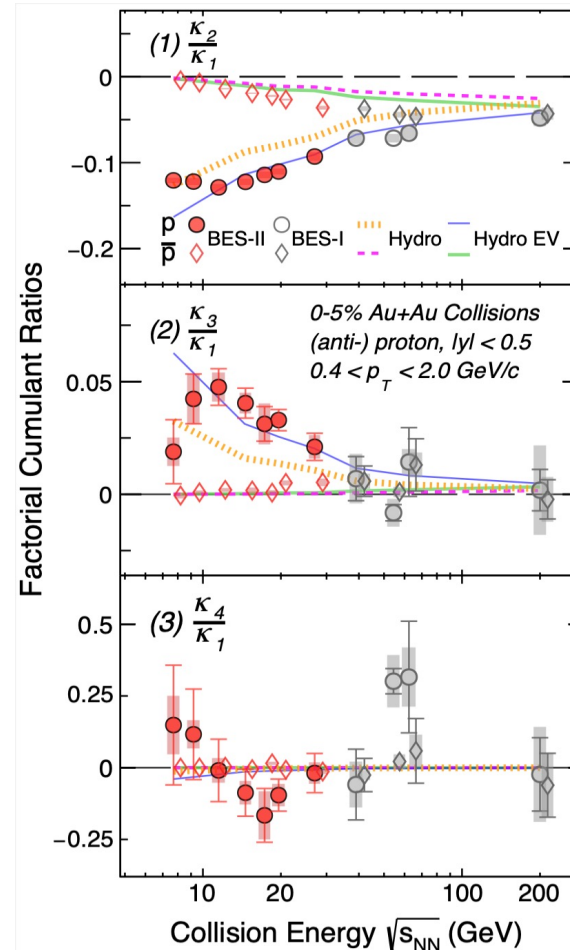 (1) κ2/κ1
0
−0.1
−0.2
p BES-II BES-I Hydro Hydro EV
p̅
(2) κ3/κ1
0-5% Au+Au Collisions
(anti-) proton, |y| < 0.5
0.4 < pT < 2.0 GeV/c
0.05
0
Factorial Cumulant Ratios
(3) κ4/κ1
0.5
0.25
0
−0.25
10 20 100 200
Collision Energy √sNN (GeV)